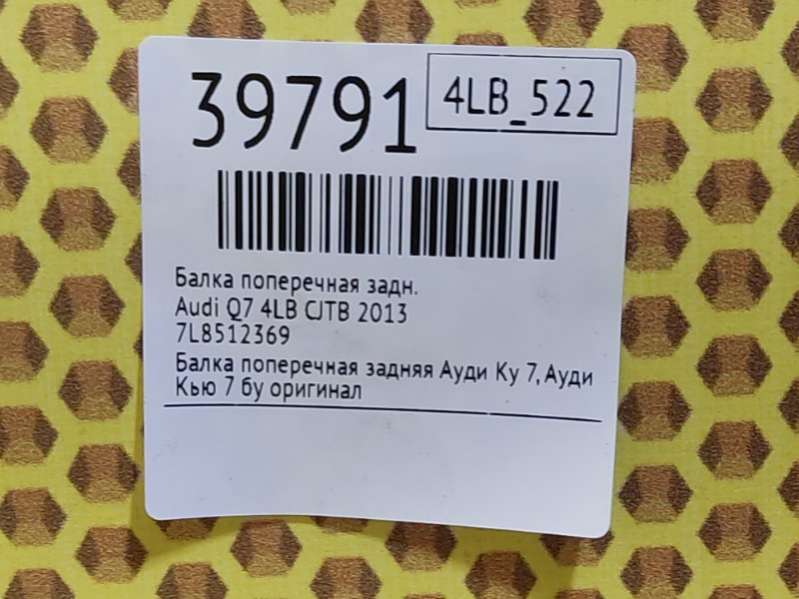 39791
4LB_522
Балка поперечная задн.
Audi Q7 4LB CJTB 2013
7L8512369
Балка поперечная задняя Ауди Ку 7, Ауди
Кью 7 бу оригинал